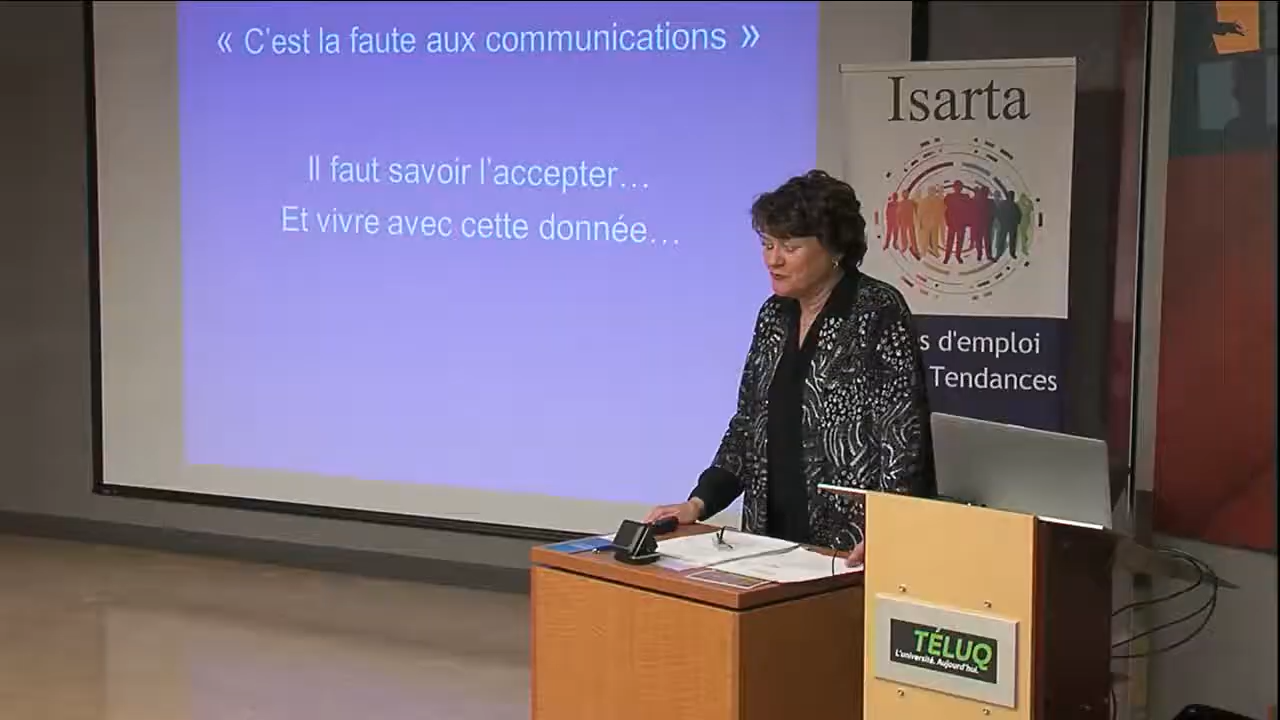 « C'est la faute aux communications »
Il faut savoir l'accepter…
Et vivre avec cette donnée…
Isarta
s d'emploi
Tendances
TÉLUQ
L'université. Aujourd'hui.